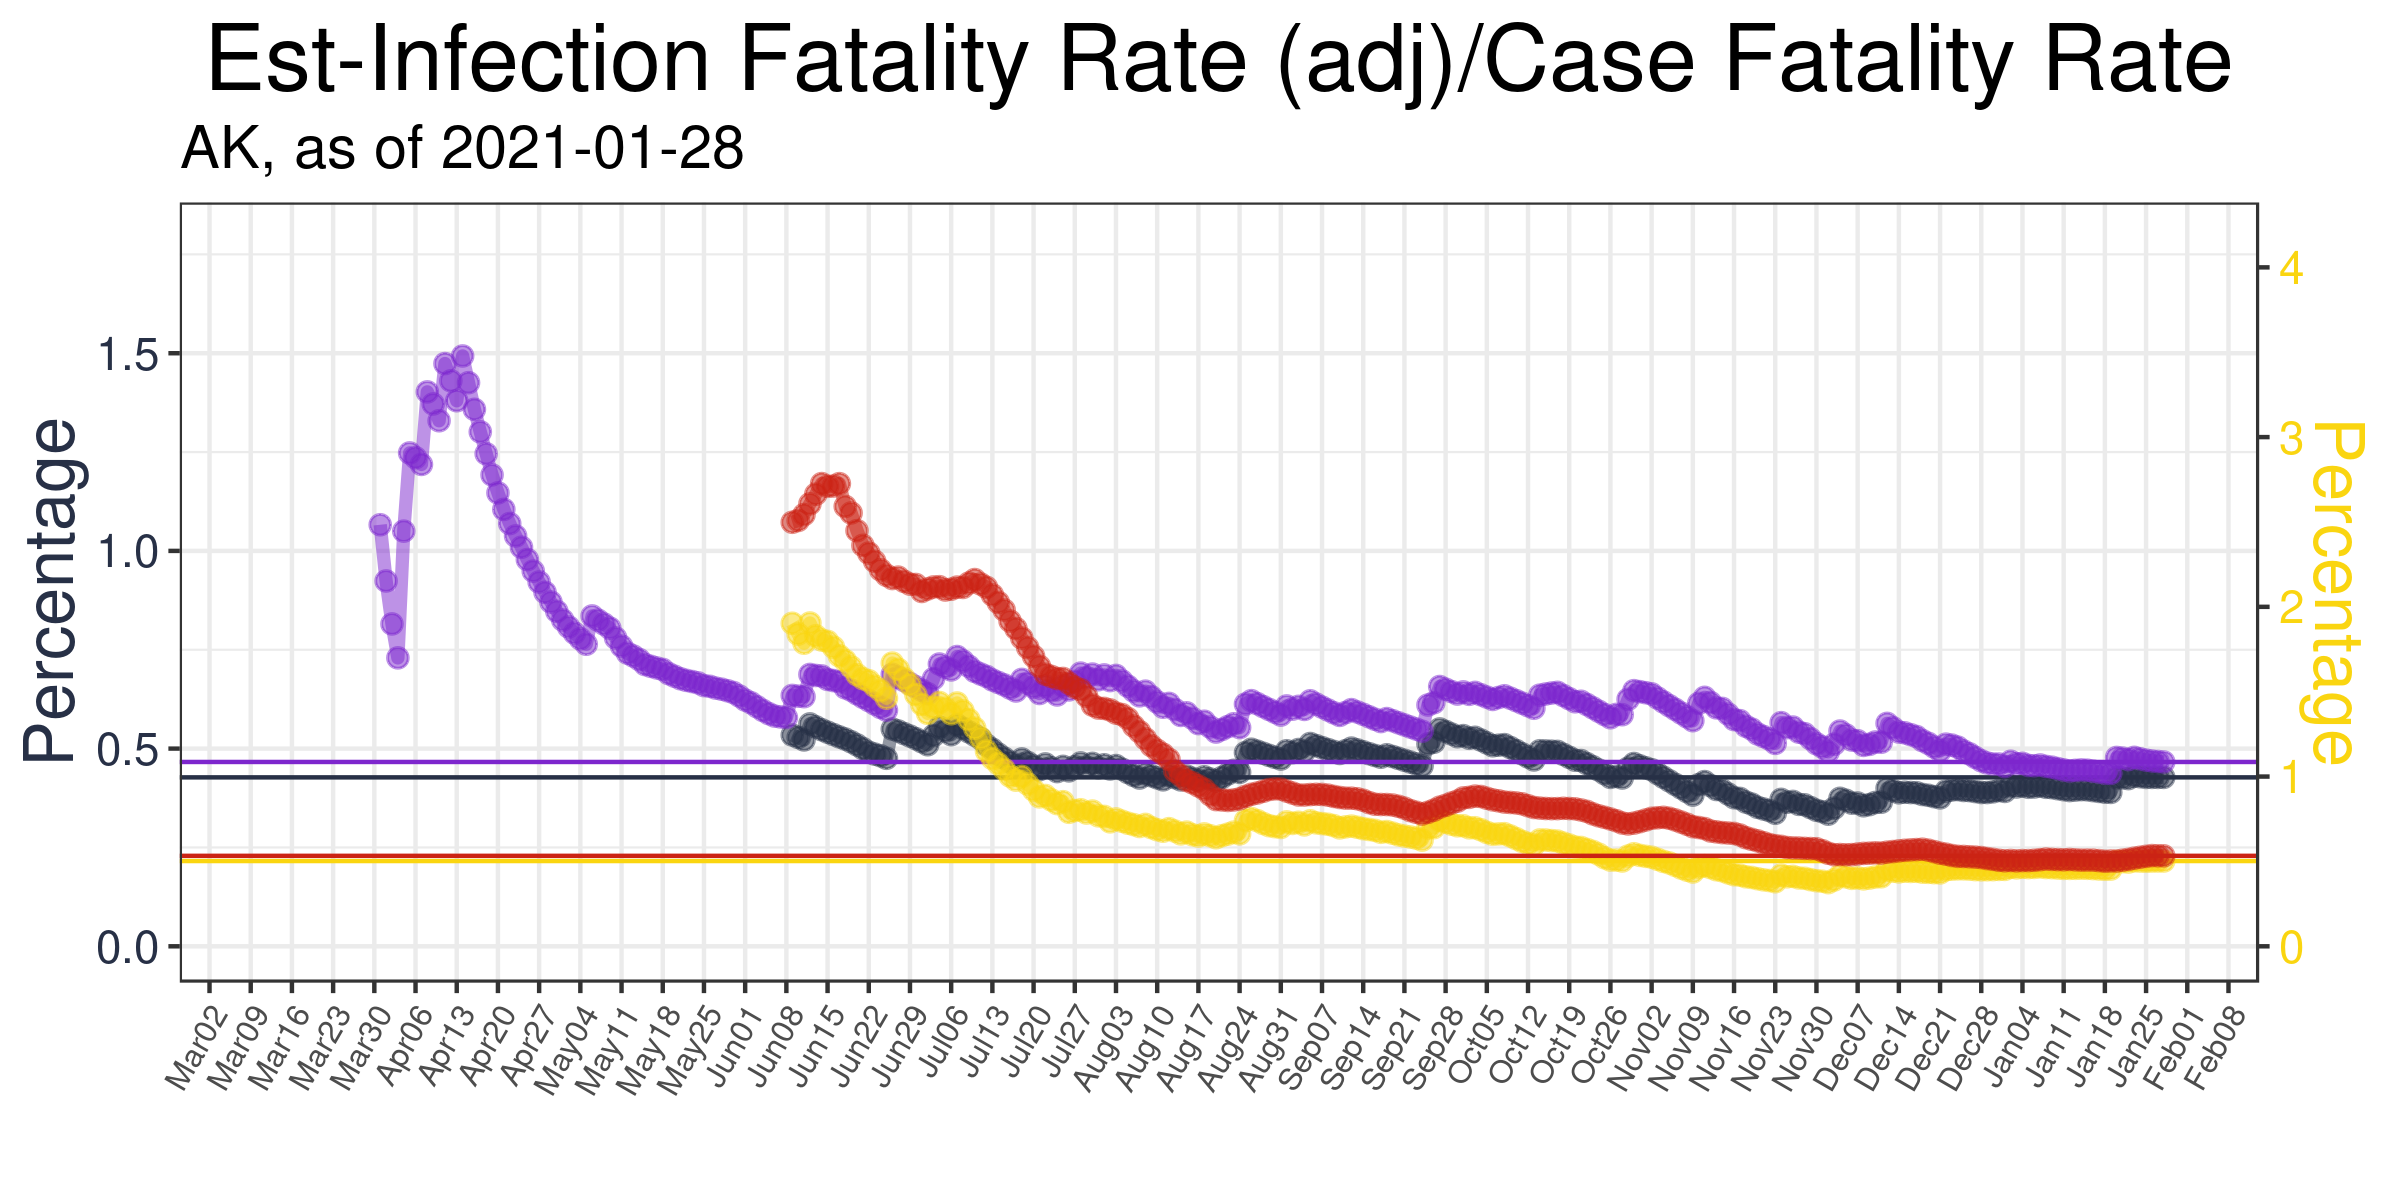 Est-Infection Fatality Rate (adj)/Case Fatality Rate
AK, as of 2021-01-28
Percentage
1.5
1.0
0.5
0.0
4
3
2
1
0
Percentage
Mar02 Mar09 Mar16 Mar23 Mar30 Apr06 Apr13 Apr20 Apr27 May04 May11 May18 May25 Jun01 Jun08 Jun15 Jun22 Jun29 Jul06 Jul13 Jul20 Jul27 Aug03 Aug10 Aug17 Aug24 Aug31 Sep07 Sep14 Sep21 Sep28 Oct05 Oct12 Oct19 Oct26 Nov02 Nov09 Nov16 Nov23 Nov30 Dec07 Dec14 Dec21 Dec28 Jan04 Jan11 Jan18 Jan25 Feb01 Feb08